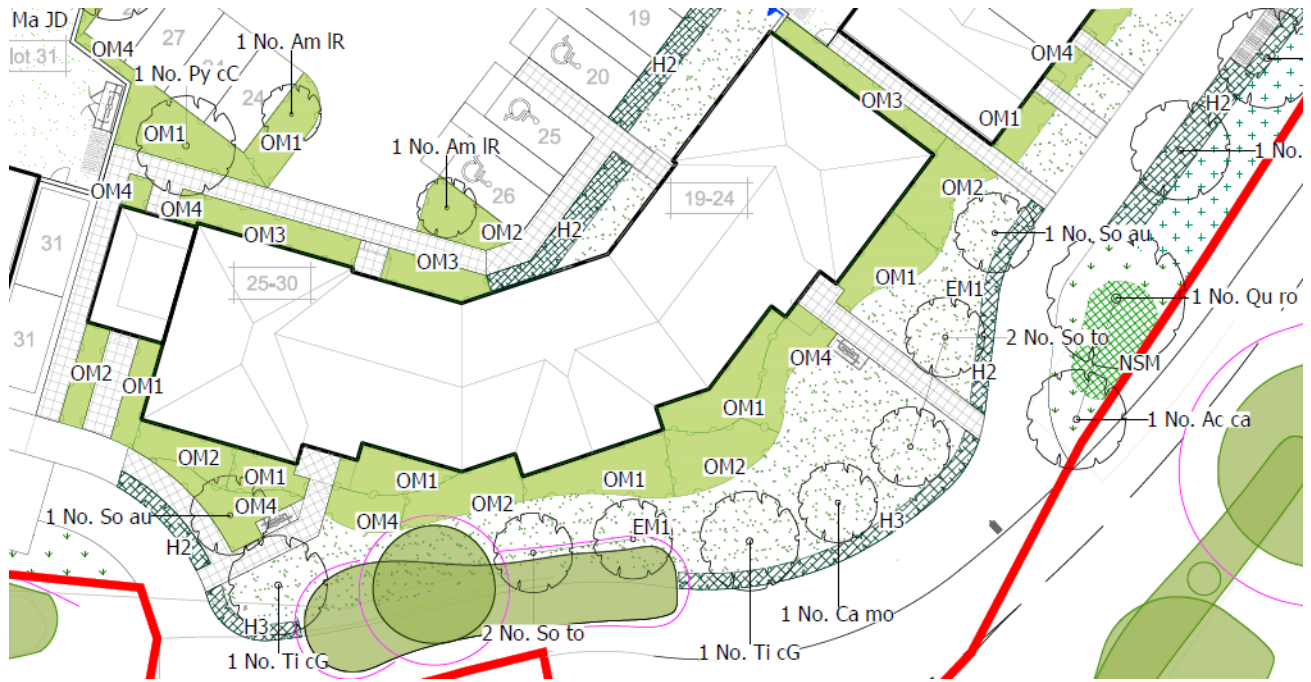 Ma JD
OM4
27
1 No. Am lR
19
20
H2
OM4
lot 31
1 No. Py cC
24
OM3
OM1
H2
OM1
OM1
25
1 No. Am lR
1 No.
26
19-24
OM2
OM4
OM4
OM3
OM2
H2
1 No. So au
31
OM3
OM1
25-30
EM1
1 No. Qu ro
31
2 No. So to
OM4
NSM
OM2
OM1
H2
OM1
1 No. Ac ca
OM2
OM1
OM1
OM1
OM2
OM4
OM2
1 No. So au
OM4
EM1
H3
H2
1 No. Ca mo
H3
2 No. So to
1 No. Ti cG
1 No. Ti cG